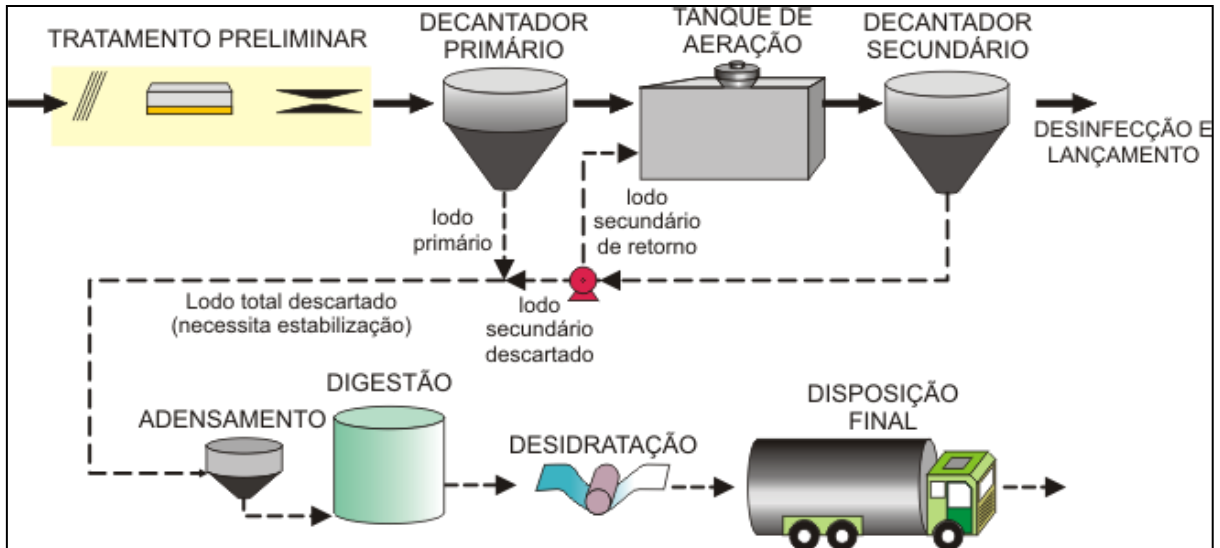 TRATAMENTO PRELIMINAR
DECANTADOR
PRIMÁRIO
TANQUE DE
AERAÇÃO
DECANTADOR
SECUNDÁRIO
DESINFECÇÃO E
LANÇAMENTO
lodo
primário
lodo
secundário
de retorno
Lodo total descartado
(necessita estabilização)
lodo
secundário
descartado
ADENSAMENTO
DIGESTÃO
DESIDRATAÇÃO
DISPOSIÇÃO
FINAL